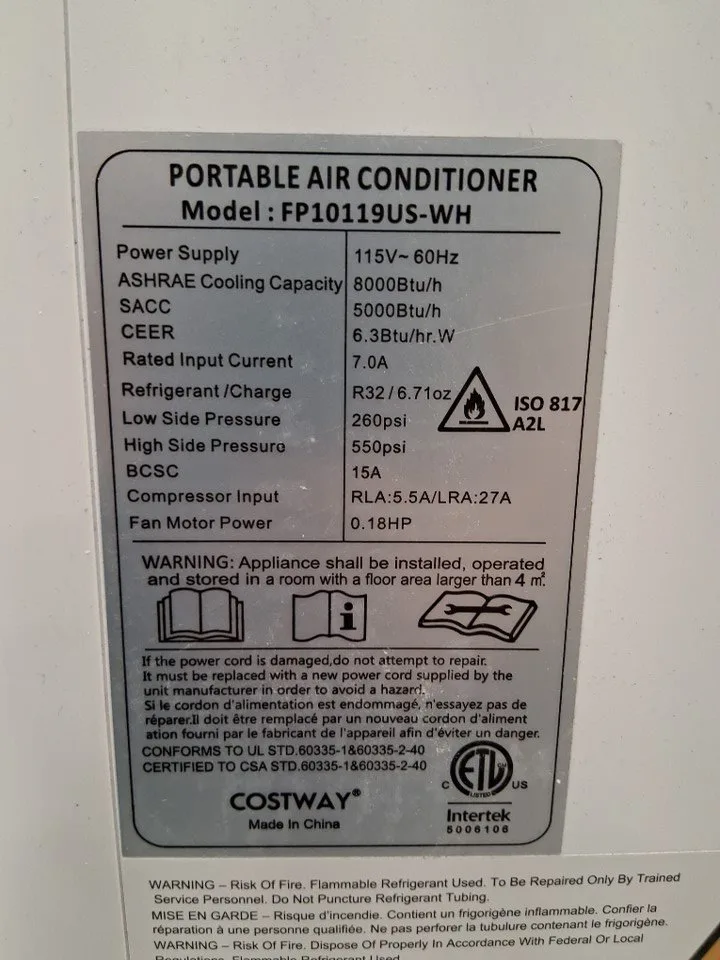 PORTABLE AIR CONDITIONER
Model : FP10119US-WH
Power Supply 115V~ 60Hz
ASHRAE Cooling Capacity 8000Btu/h
SACC 5000Btu/h
CEER 6.3Btu/hr.W
Rated Input Current 7.0A
Refrigerant /Charge R32 / 6.71oz
ISO 817
A2L
Low Side Pressure 260psi
High Side Pressure 550psi
BCSC 15A
Compressor Input RLA:5.5A/LRA:27A
Fan Motor Power 0.18HP
WARNING: Appliance shall be installed, operated
and stored in a room with a floor area larger than 4 m².
i
If the power cord is damaged,do not attempt to repair.
It must be replaced with a new power cord supplied by the
unit manufacturer in order to avoid a hazard.
Si le cordon d'alimentation est endommagé, n'essayez pas de
réparer.Il doit être remplacé par un nouveau cordon d'aliment
ation fourni par le fabricant de l'appareil afin d'éviter un danger.
CONFORMS TO UL STD.60335-1&60335-2-40
CERTIFIED TO CSA STD.60335-1&60335-2-40
C ETL US
LISTED
Intertek
5006106
COSTWAY®
Made In China
WARNING – Risk Of Fire. Flammable Refrigerant Used. To Be Repaired Only By Trained
Service Personnel. Do Not Puncture Refrigerant Tubing.
MISE EN GARDE – Risque d'incendie. Contient un frigorigène inflammable. Confier la
réparation à une personne qualifiée. Ne pas perforer la tubulure contenant le frigorigène.
WARNING – Risk Of Fire. Dispose Of Properly In Accordance With Federal Or Local
Regulations. Flammable Refrigerant Used.